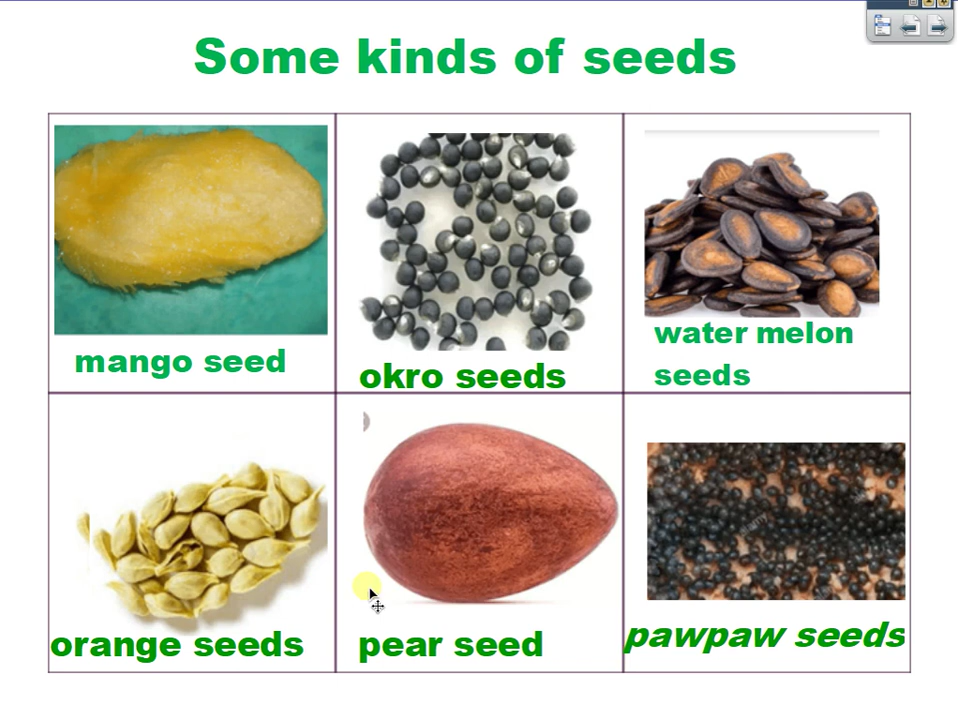 Some kinds of seeds
mango seed
okro seeds
water melon
seeds
orange seeds
pear seed
pawpaw seeds